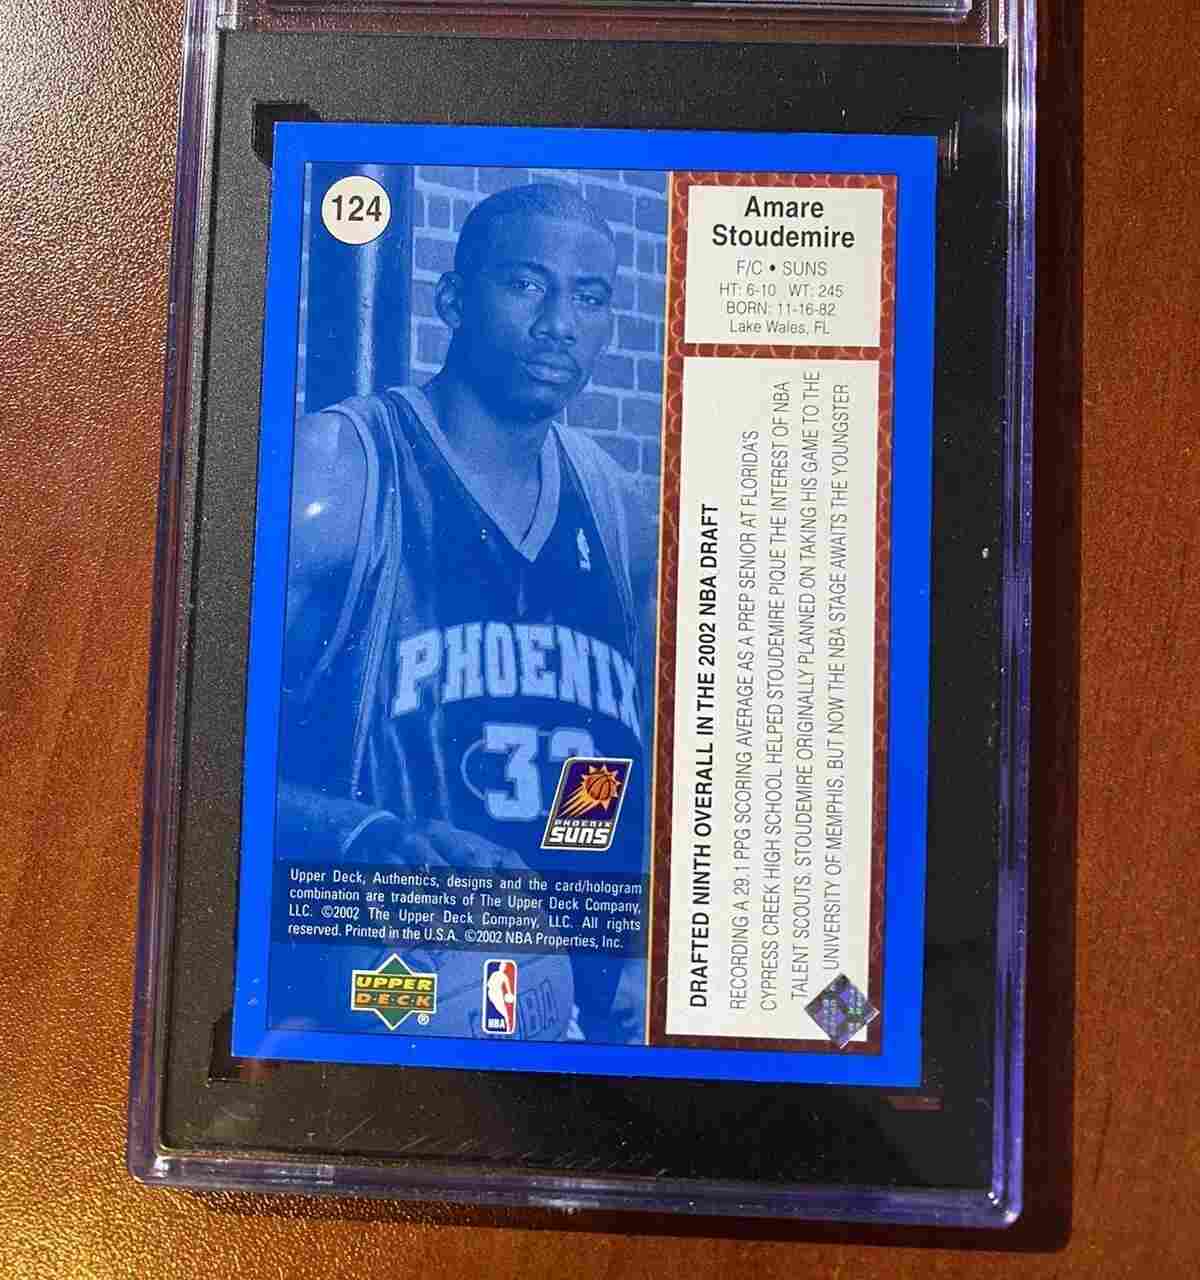 124
Amare
Stoudemire
F/C • SUNS
HT: 6-10 WT: 245
BORN: 11-16-82
Lake Wales, FL
DRAFTED NINTH OVERALL IN THE 2002 NBA DRAFT
RECORDING A 29.1 PPG SCORING AVERAGE AS A PREP SENIOR AT FLORIDA'S
CYPRESS CREEK HIGH SCHOOL HELPED STOUDEMIRE PIQUE THE INTEREST OF NBA
TALENT SCOUTS. STOUDEMIRE ORIGINALLY PLANNED ON TAKING HIS GAME TO THE
UNIVERSITY OF MEMPHIS, BUT NOW THE NBA STAGE AWAITS THE YOUNGSTER
PHOENIX
PHOENIX
SUNS
Upper Deck, Authentics, designs and the card/hologram
combination are trademarks of The Upper Deck Company,
LLC. ©2002 The Upper Deck Company, LLC. All rights
reserved. Printed in the U.S.A. ©2002 NBA Properties, Inc.
UPPER
DECK
®
NBA
NBA